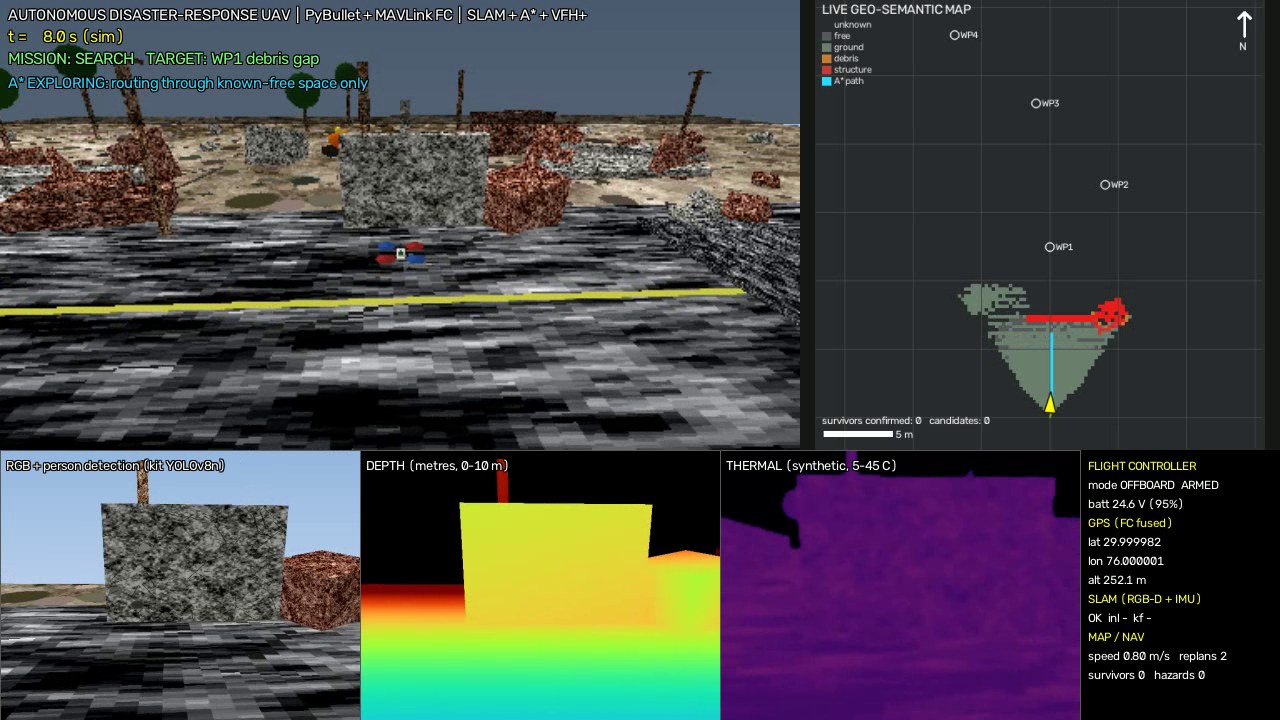 AUTONOMOUS DISASTER-RESPONSE UAV | PyBullet + MAVLink FC | SLAM + A* + VFH+
t = 8.0 s (sim)
MISSION: SEARCH TARGET: WP1 debris gap
A* EXPLORING: routing through known-free space only
LIVE GEO-SEMANTIC MAP
unknown
free
ground
debris
structure
A* path
N
WP4
WP3
WP2
WP1
survivors confirmed: 0 candidates: 0
5 m
RGB + person detection (kit YOLOv8n)
DEPTH (metres, 0-10 m)
THERMAL (synthetic, 5-45 C)
FLIGHT CONTROLLER
mode OFFBOARD ARMED
batt 24.6 V (95%)
GPS (FC fused)
lat 29.999982
lon 76.000001
alt 252.1 m
SLAM (RGB-D + IMU)
OK inl - kf -
MAP / NAV
speed 0.80 m/s replans 2
survivors 0 hazards 0